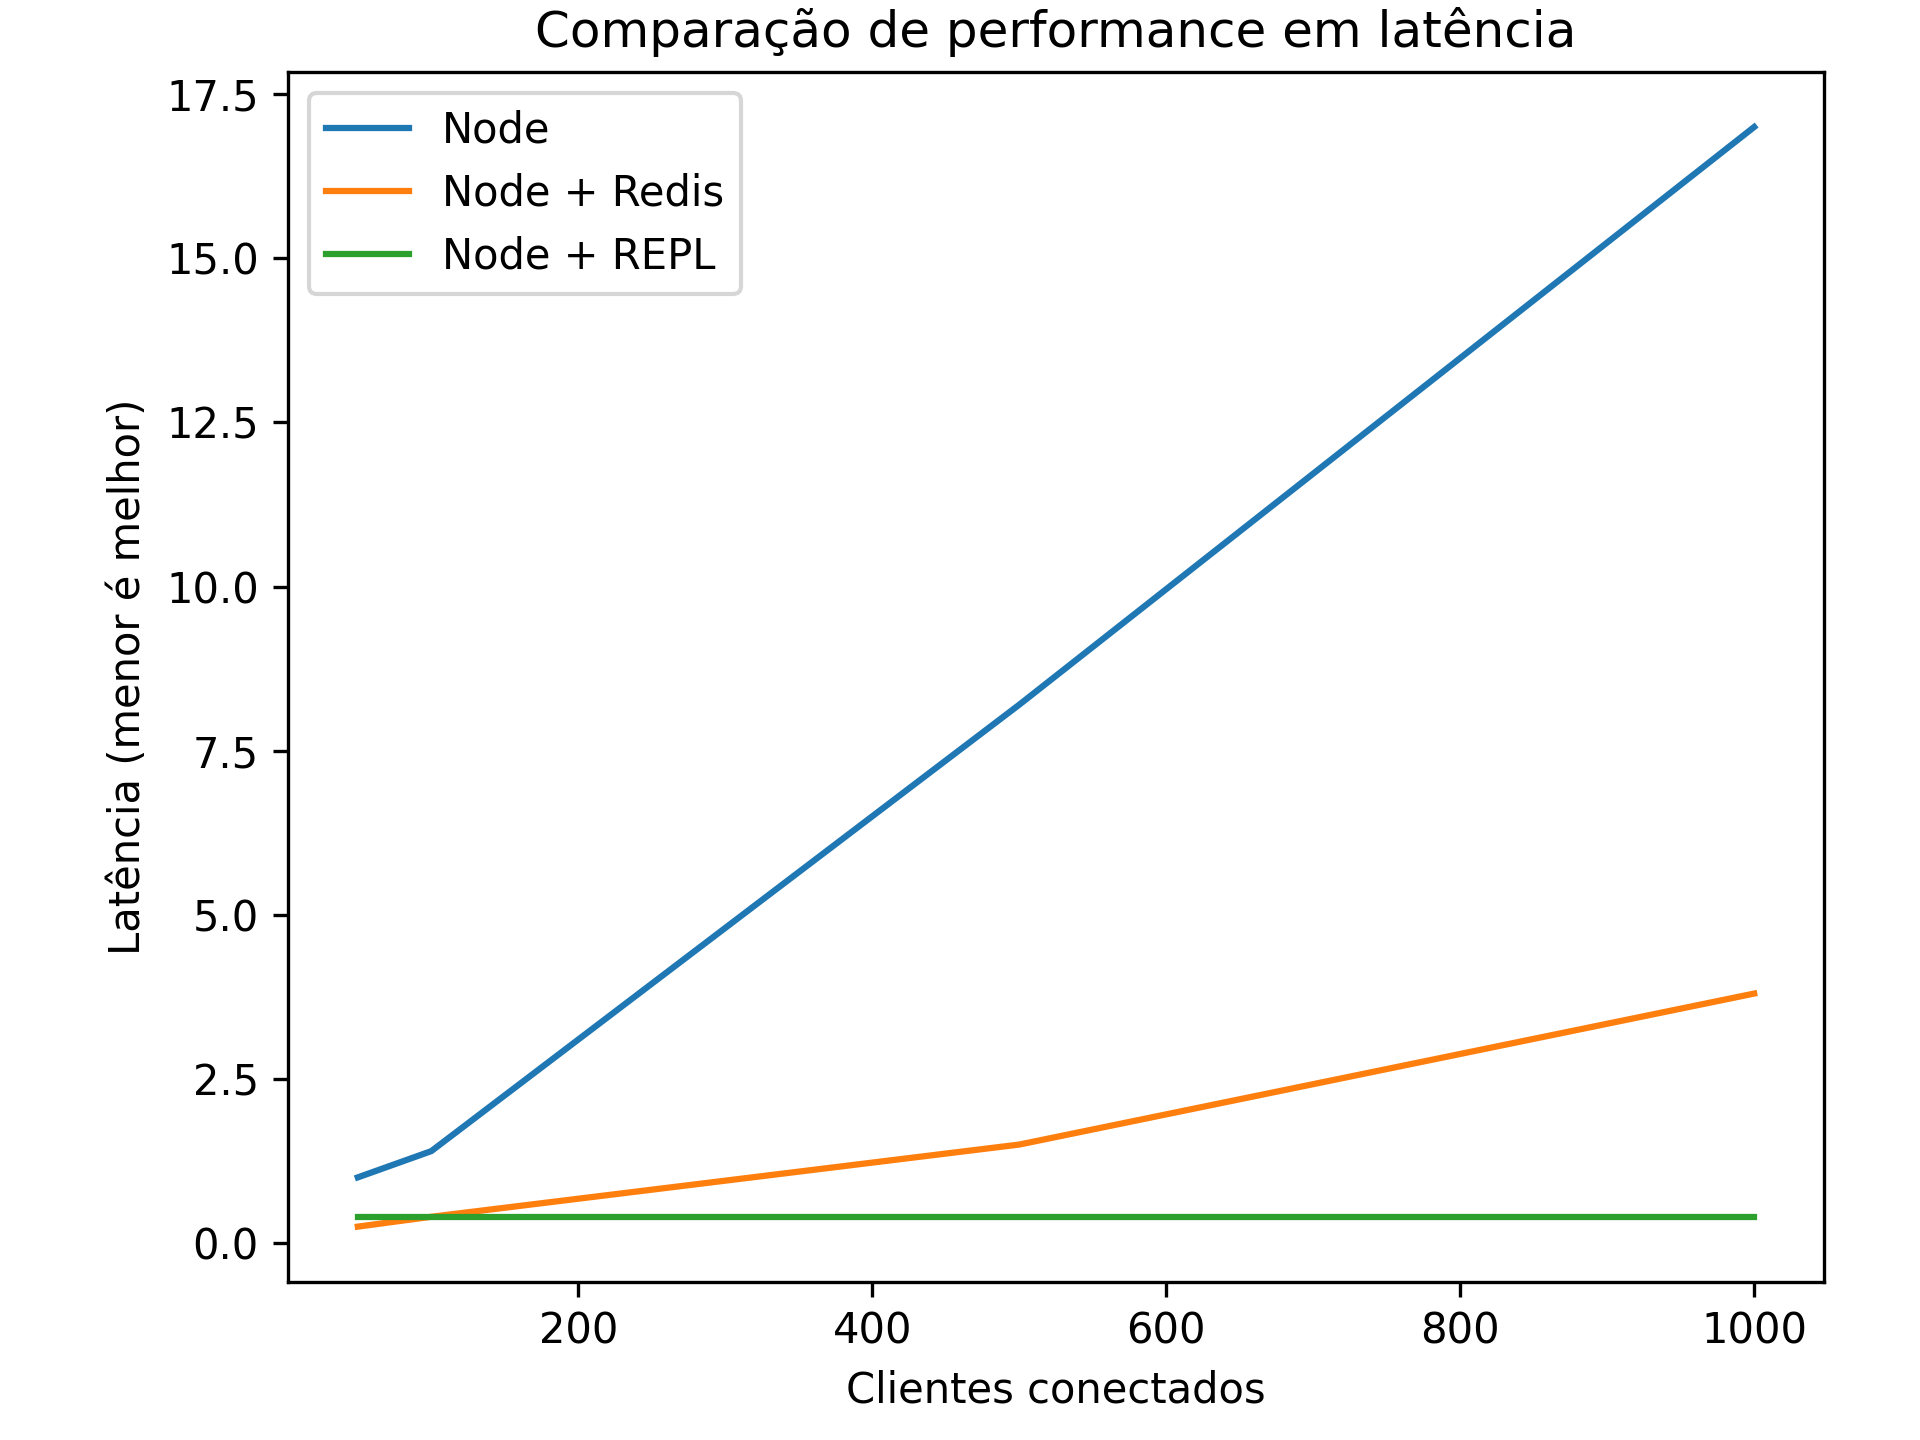 Comparação de performance em latência
17.5
15.0
12.5
10.0
7.5
5.0
2.5
0.0
Latência (menor é melhor)
Node
Node + Redis
Node + REPL
200
400
600
800
1000
Clientes conectados